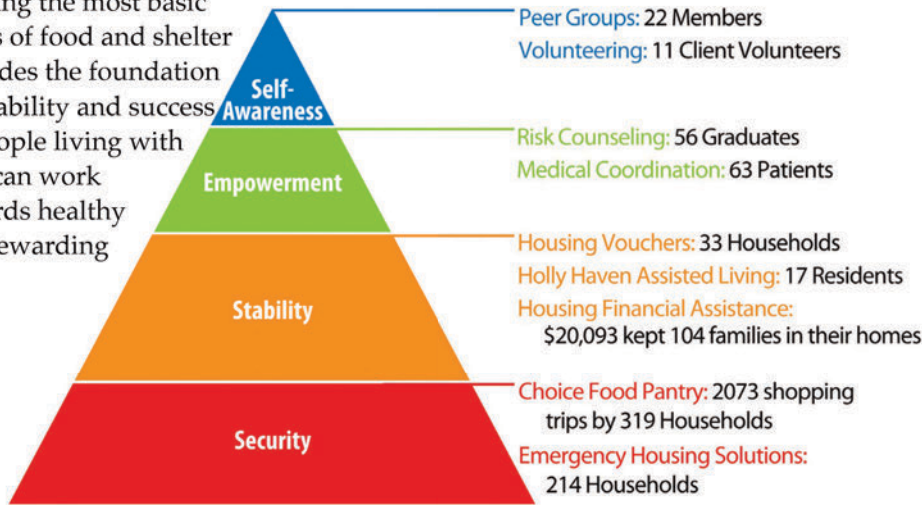 ing the most basic
s of food and shelter
des the foundation
ability and success
ople living with
can work
rds healthy
ewarding
Self-
Awareness
Peer Groups: 22 Members
Volunteering: 11 Client Volunteers
Empowerment
Risk Counseling: 56 Graduates
Medical Coordination: 63 Patients
Stability
Housing Vouchers: 33 Households
Holly Haven Assisted Living: 17 Residents
Housing Financial Assistance:
$20,093 kept 104 families in their homes
Security
Choice Food Pantry: 2073 shopping
trips by 319 Households
Emergency Housing Solutions:
214 Households